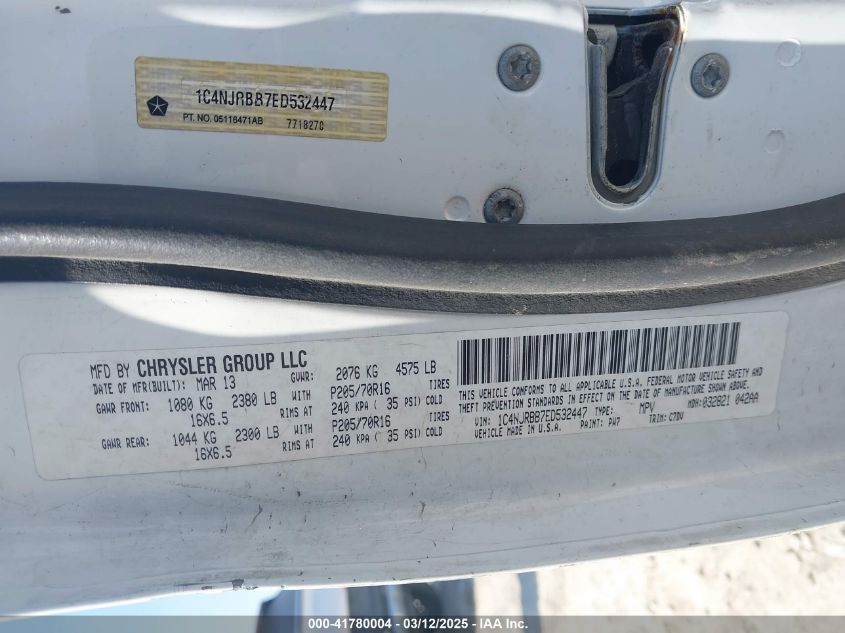 1C4NJRBB7ED532447
PT. NO. 05116471AB 771827C
MFD BY CHRYSLER GROUP LLC
DATE OF MFR(BUILT): MAR 13 GVWR: 2076 KG 4575 LB
GAWR FRONT: 1080 KG 2380 LB WITH P205/70R16 TIRES
16X6.5 RIMS AT 240 KPA ( 35 PSI) COLD
GAWR REAR: 1044 KG 2300 LB WITH P205/70R16 TIRES
16X6.5 RIMS AT 240 KPA ( 35 PSI) COLD
THIS VEHICLE CONFORMS TO ALL APPLICABLE U.S.A. FEDERAL MOTOR VEHICLE SAFETY AND
THEFT PREVENTION STANDARDS IN EFFECT ON THE DATE OF MANUFACTURE SHOWN ABOVE.
VIN: 1C4NJRBB7ED532447 TYPE: MPV MDH: 032821 042AA
VEHICLE MADE IN U.S.A. PAINT: PW7 TRIM: C7DV
000-41780004 - 03/12/2025 - IAA Inc.